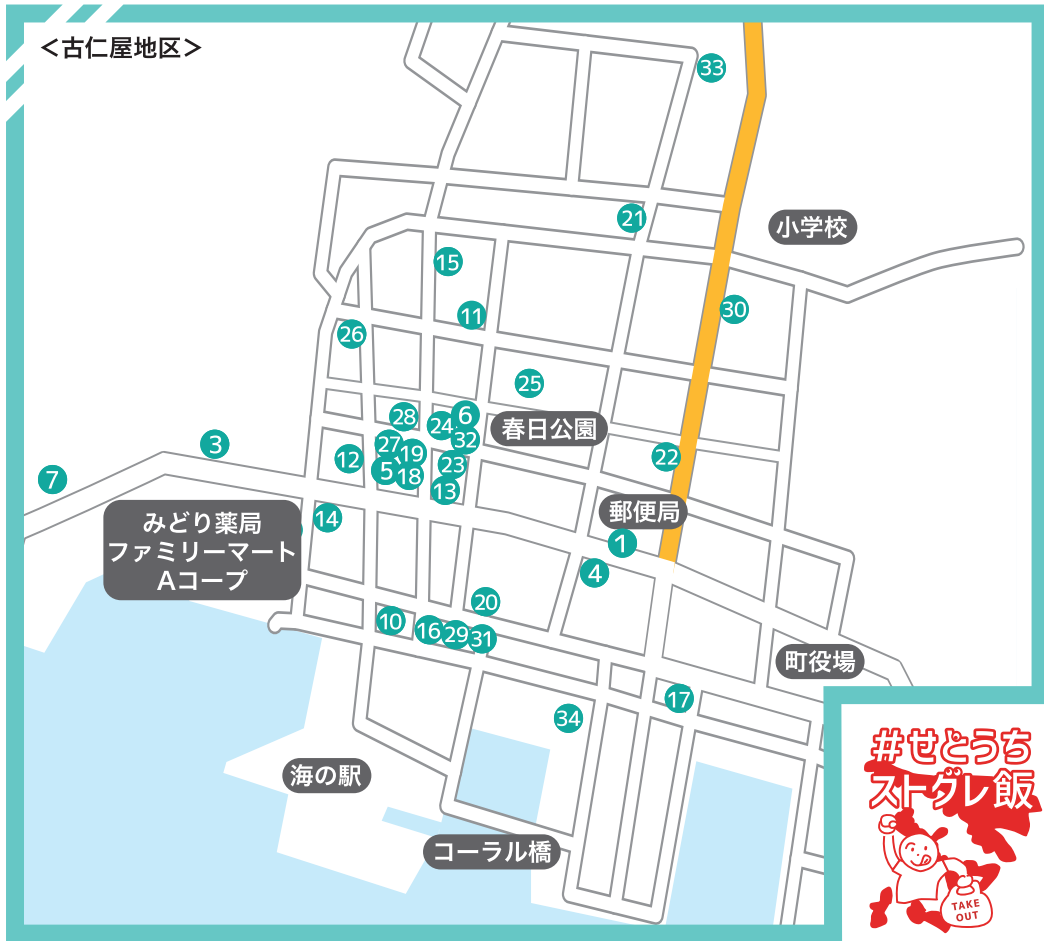 ＜古仁屋地区＞
33
21
小学校
15
11
30
26
25
28
24
6
春日公園
32
3
27
19
12
22
7
5
18
23
13
郵便局
14
みどり薬局
ファミリーマート
Aコープ
1
4
20
10
16
29
31
町役場
17
34
海の駅
コーラル橋
#せとうち
ストグレ飯
TAKE
OUT